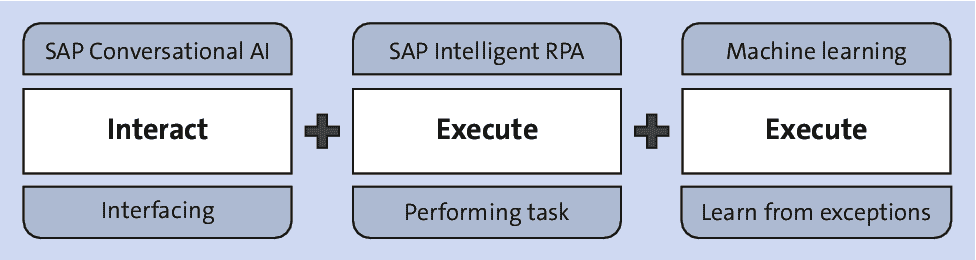 SAP Conversational AI
Interact
Interfacing
SAP Intelligent RPA
Execute
Performing task
Machine learning
Execute
Learn from exceptions